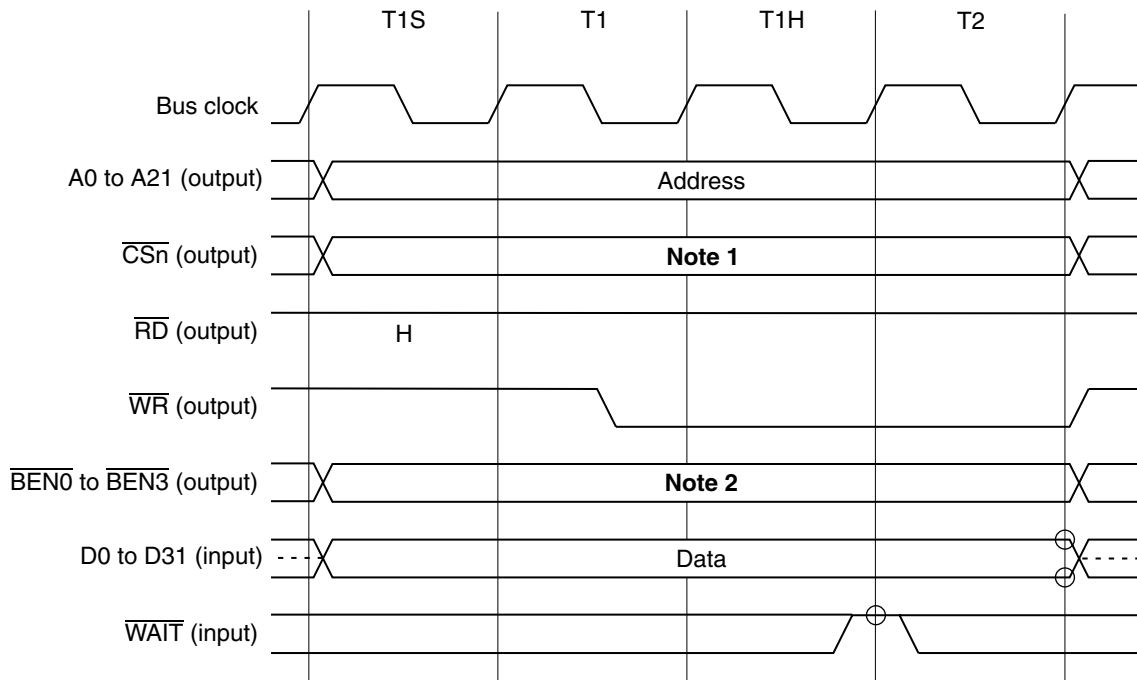 T1S T1 T1H T2
Bus clock
A0 to A21 (output) Address
CSn (output) Note 1
RD (output) H
WR (output)
BEN0 to BEN3 (output) Note 2
D0 to D31 (input) Data
WAIT (input)